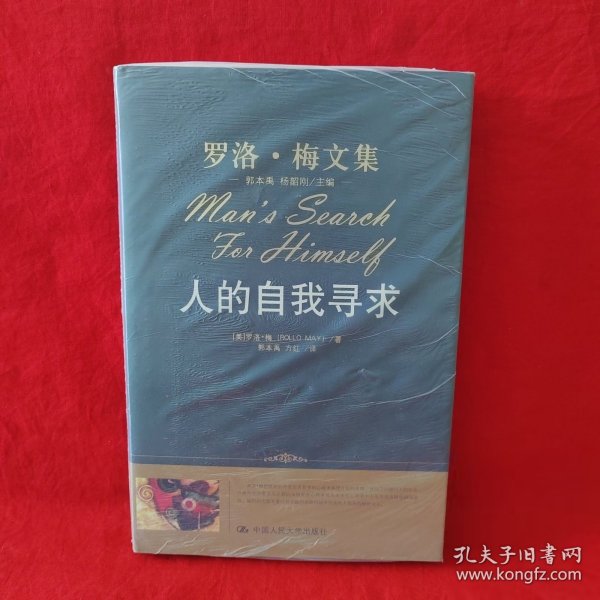 罗洛·梅文集
郭本禹 杨韶刚/主编
Man's Search
For Himself
人的自我寻求
[美]罗洛·梅（ROLLO MAY）/著
郭本禹 方红/译
中国人民大学出版社
孔夫子旧书网
www.kongfz.com